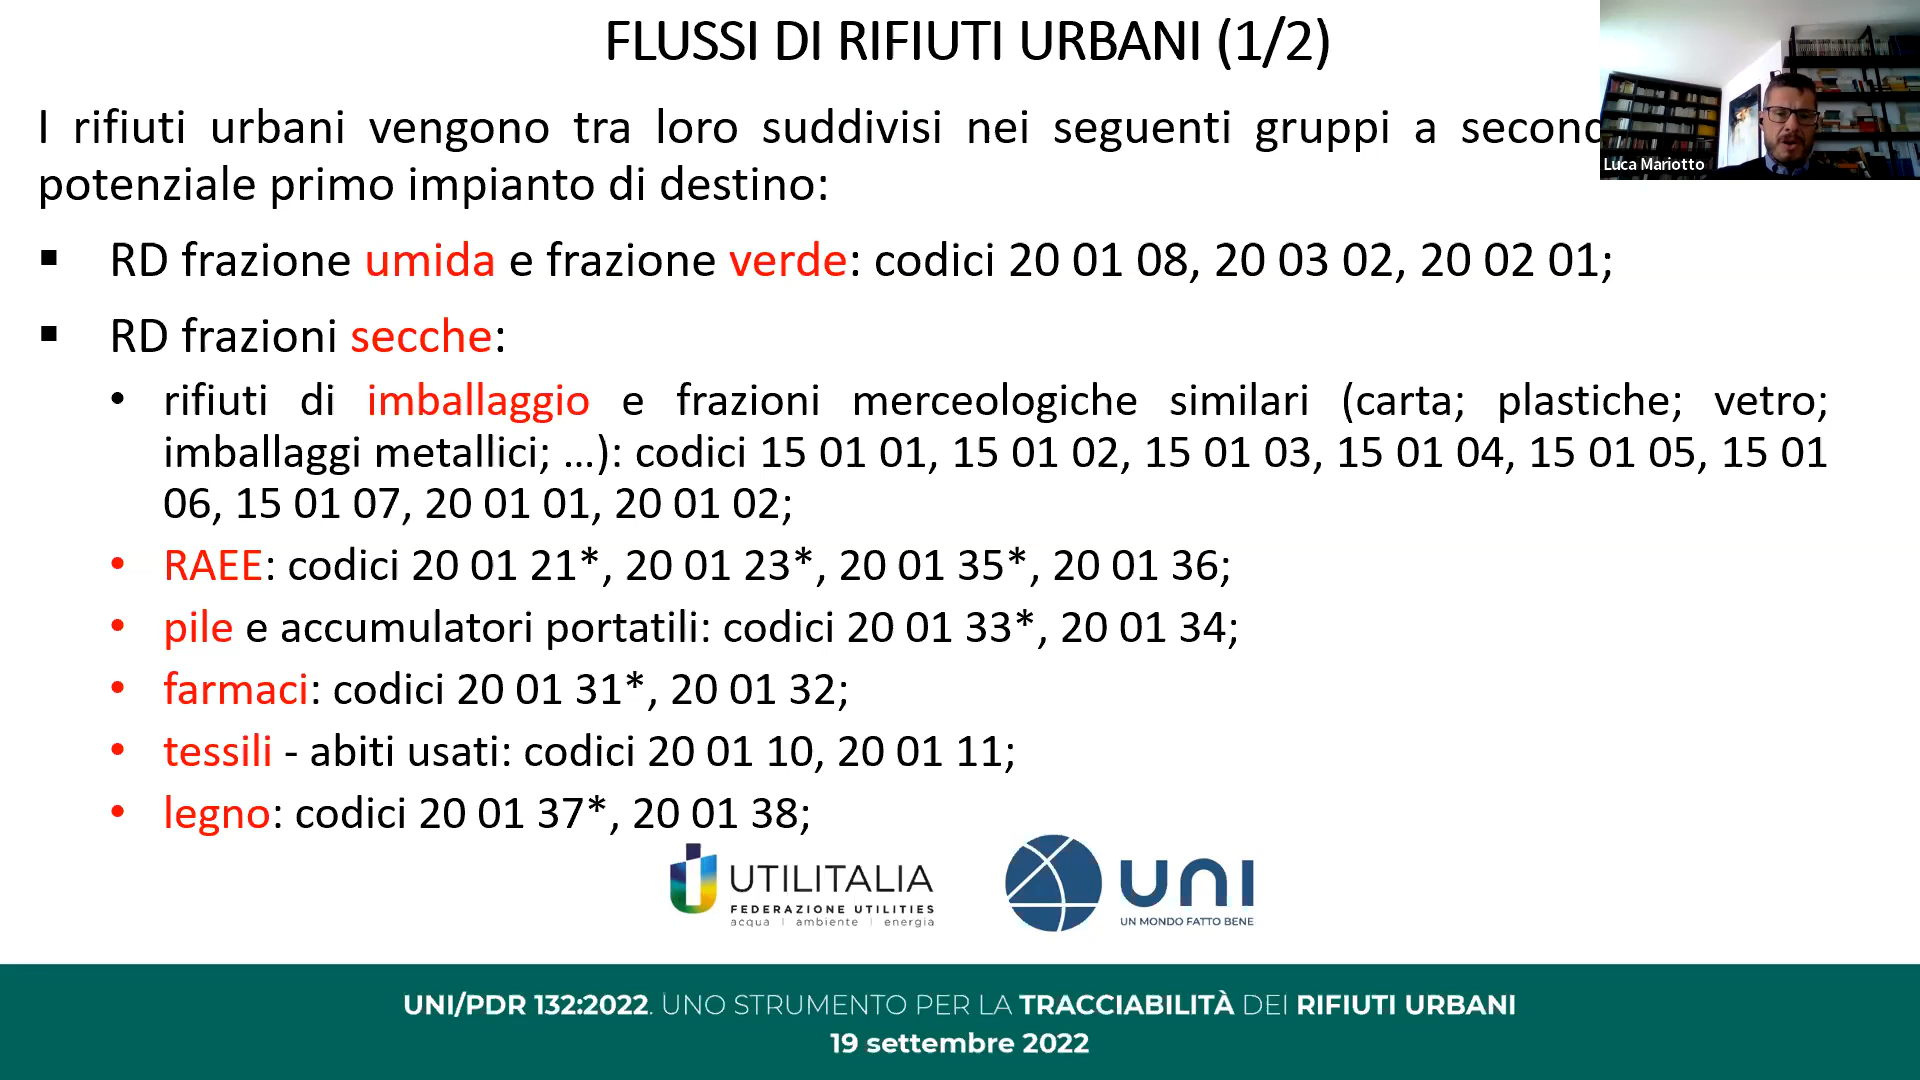 FLUSSI DI RIFIUTI URBANI (1/2)
I rifiuti urbani vengono tra loro suddivisi nei seguenti gruppi a second
potenziale primo impianto di destino:
▪ RD frazione umida e frazione verde: codici 20 01 08, 20 03 02, 20 02 01;
▪ RD frazioni secche:
• rifiuti di imballaggio e frazioni merceologiche similari (carta; plastiche; vetro;
imballaggi metallici; …): codici 15 01 01, 15 01 02, 15 01 03, 15 01 04, 15 01 05, 15 01
06, 15 01 07, 20 01 01, 20 01 02;
• RAEE: codici 20 01 21*, 20 01 23*, 20 01 35*, 20 01 36;
• pile e accumulatori portatili: codici 20 01 33*, 20 01 34;
• farmaci: codici 20 01 31*, 20 01 32;
• tessili - abiti usati: codici 20 01 10, 20 01 11;
• legno: codici 20 01 37*, 20 01 38;
Luca Mariotto
UTILITALIA
FEDERAZIONE UTILITIES
acqua | ambiente | energia
UNI
UN MONDO FATTO BENE
UNI/PDR 132:2022. UNO STRUMENTO PER LA TRACCIABILITÀ DEI RIFIUTI URBANI
19 settembre 2022